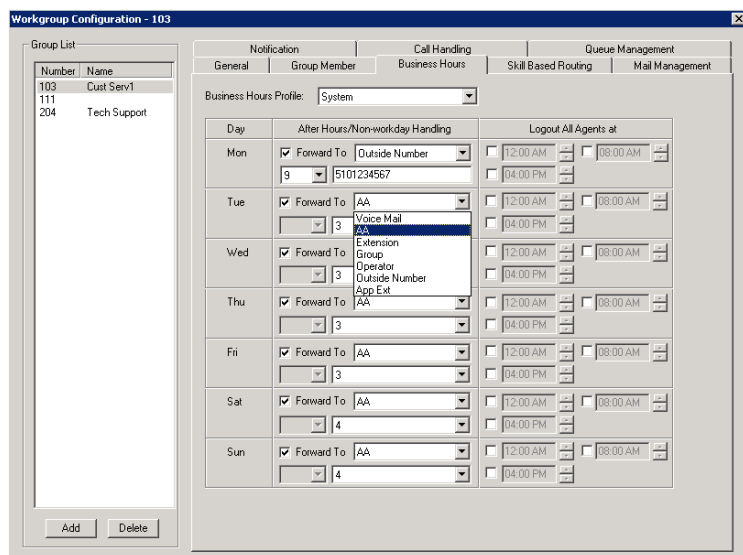 Workgroup Configuration - 103
Group List
Number Name
103 Cust Serv1
111
204 Tech Support
Add Delete
Notification Call Handling Queue Management
General Group Member Business Hours Skill Based Routing Mail Management
Business Hours Profile: System
Day After Hours/Non-workday Handling Logout All Agents at
Mon Forward To Outside Number 12:00 AM 08:00 AM
9 5101234567 04:00 PM
Tue Forward To AA 12:00 AM 08:00 AM
3 04:00 PM
Voice Mail
AA
Extension
Group
Operator
Outside Number
App Ext
Wed Forward To 12:00 AM 08:00 AM
3 04:00 PM
Thu Forward To AA 12:00 AM 08:00 AM
3 04:00 PM
Fri Forward To AA 12:00 AM 08:00 AM
3 04:00 PM
Sat Forward To AA 12:00 AM 08:00 AM
4 04:00 PM
Sun Forward To AA 12:00 AM 08:00 AM
4 04:00 PM